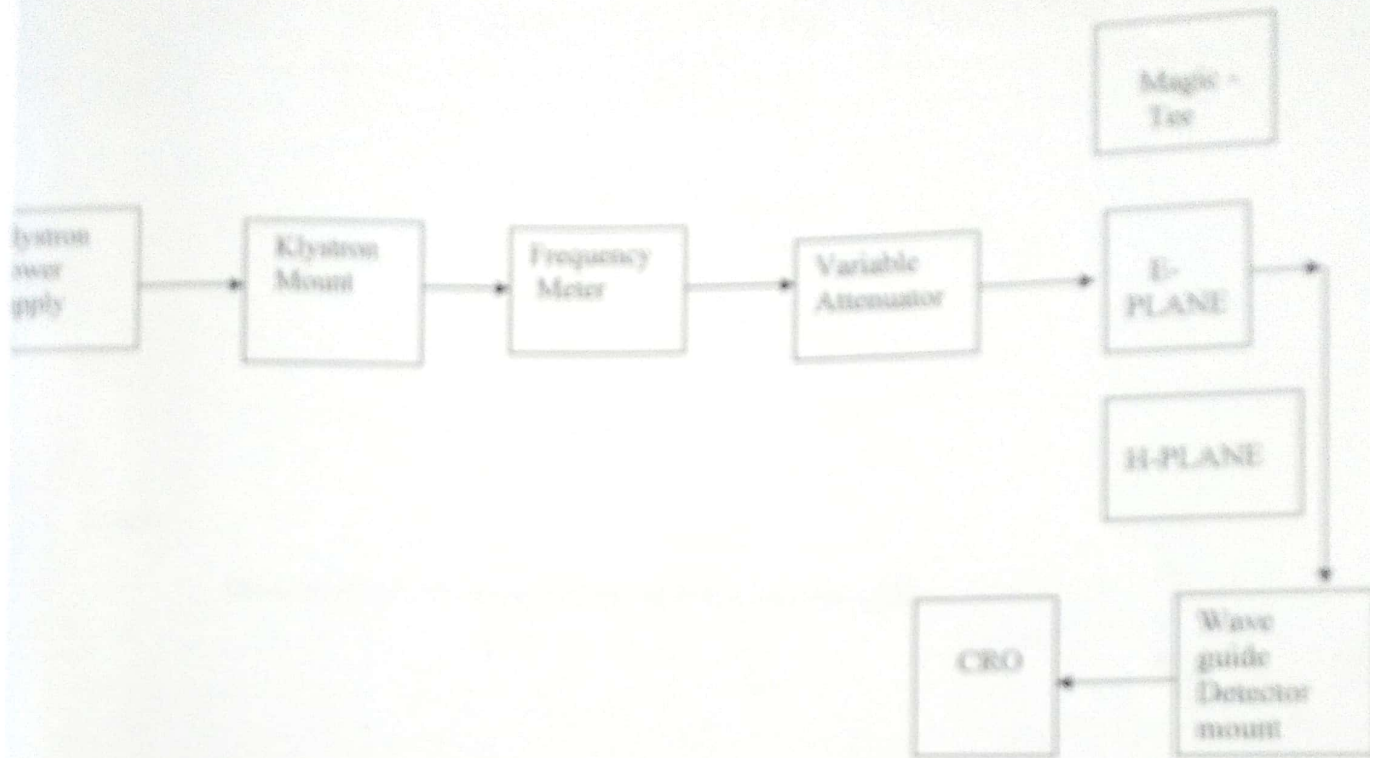 Magic -
Tee
lystron
ower
pply
Klystron
Mount
Frequency
Meter
Variable
Attenuator
E-
PLANE
H-PLANE
CRO
Wave
guide
Detector
mount